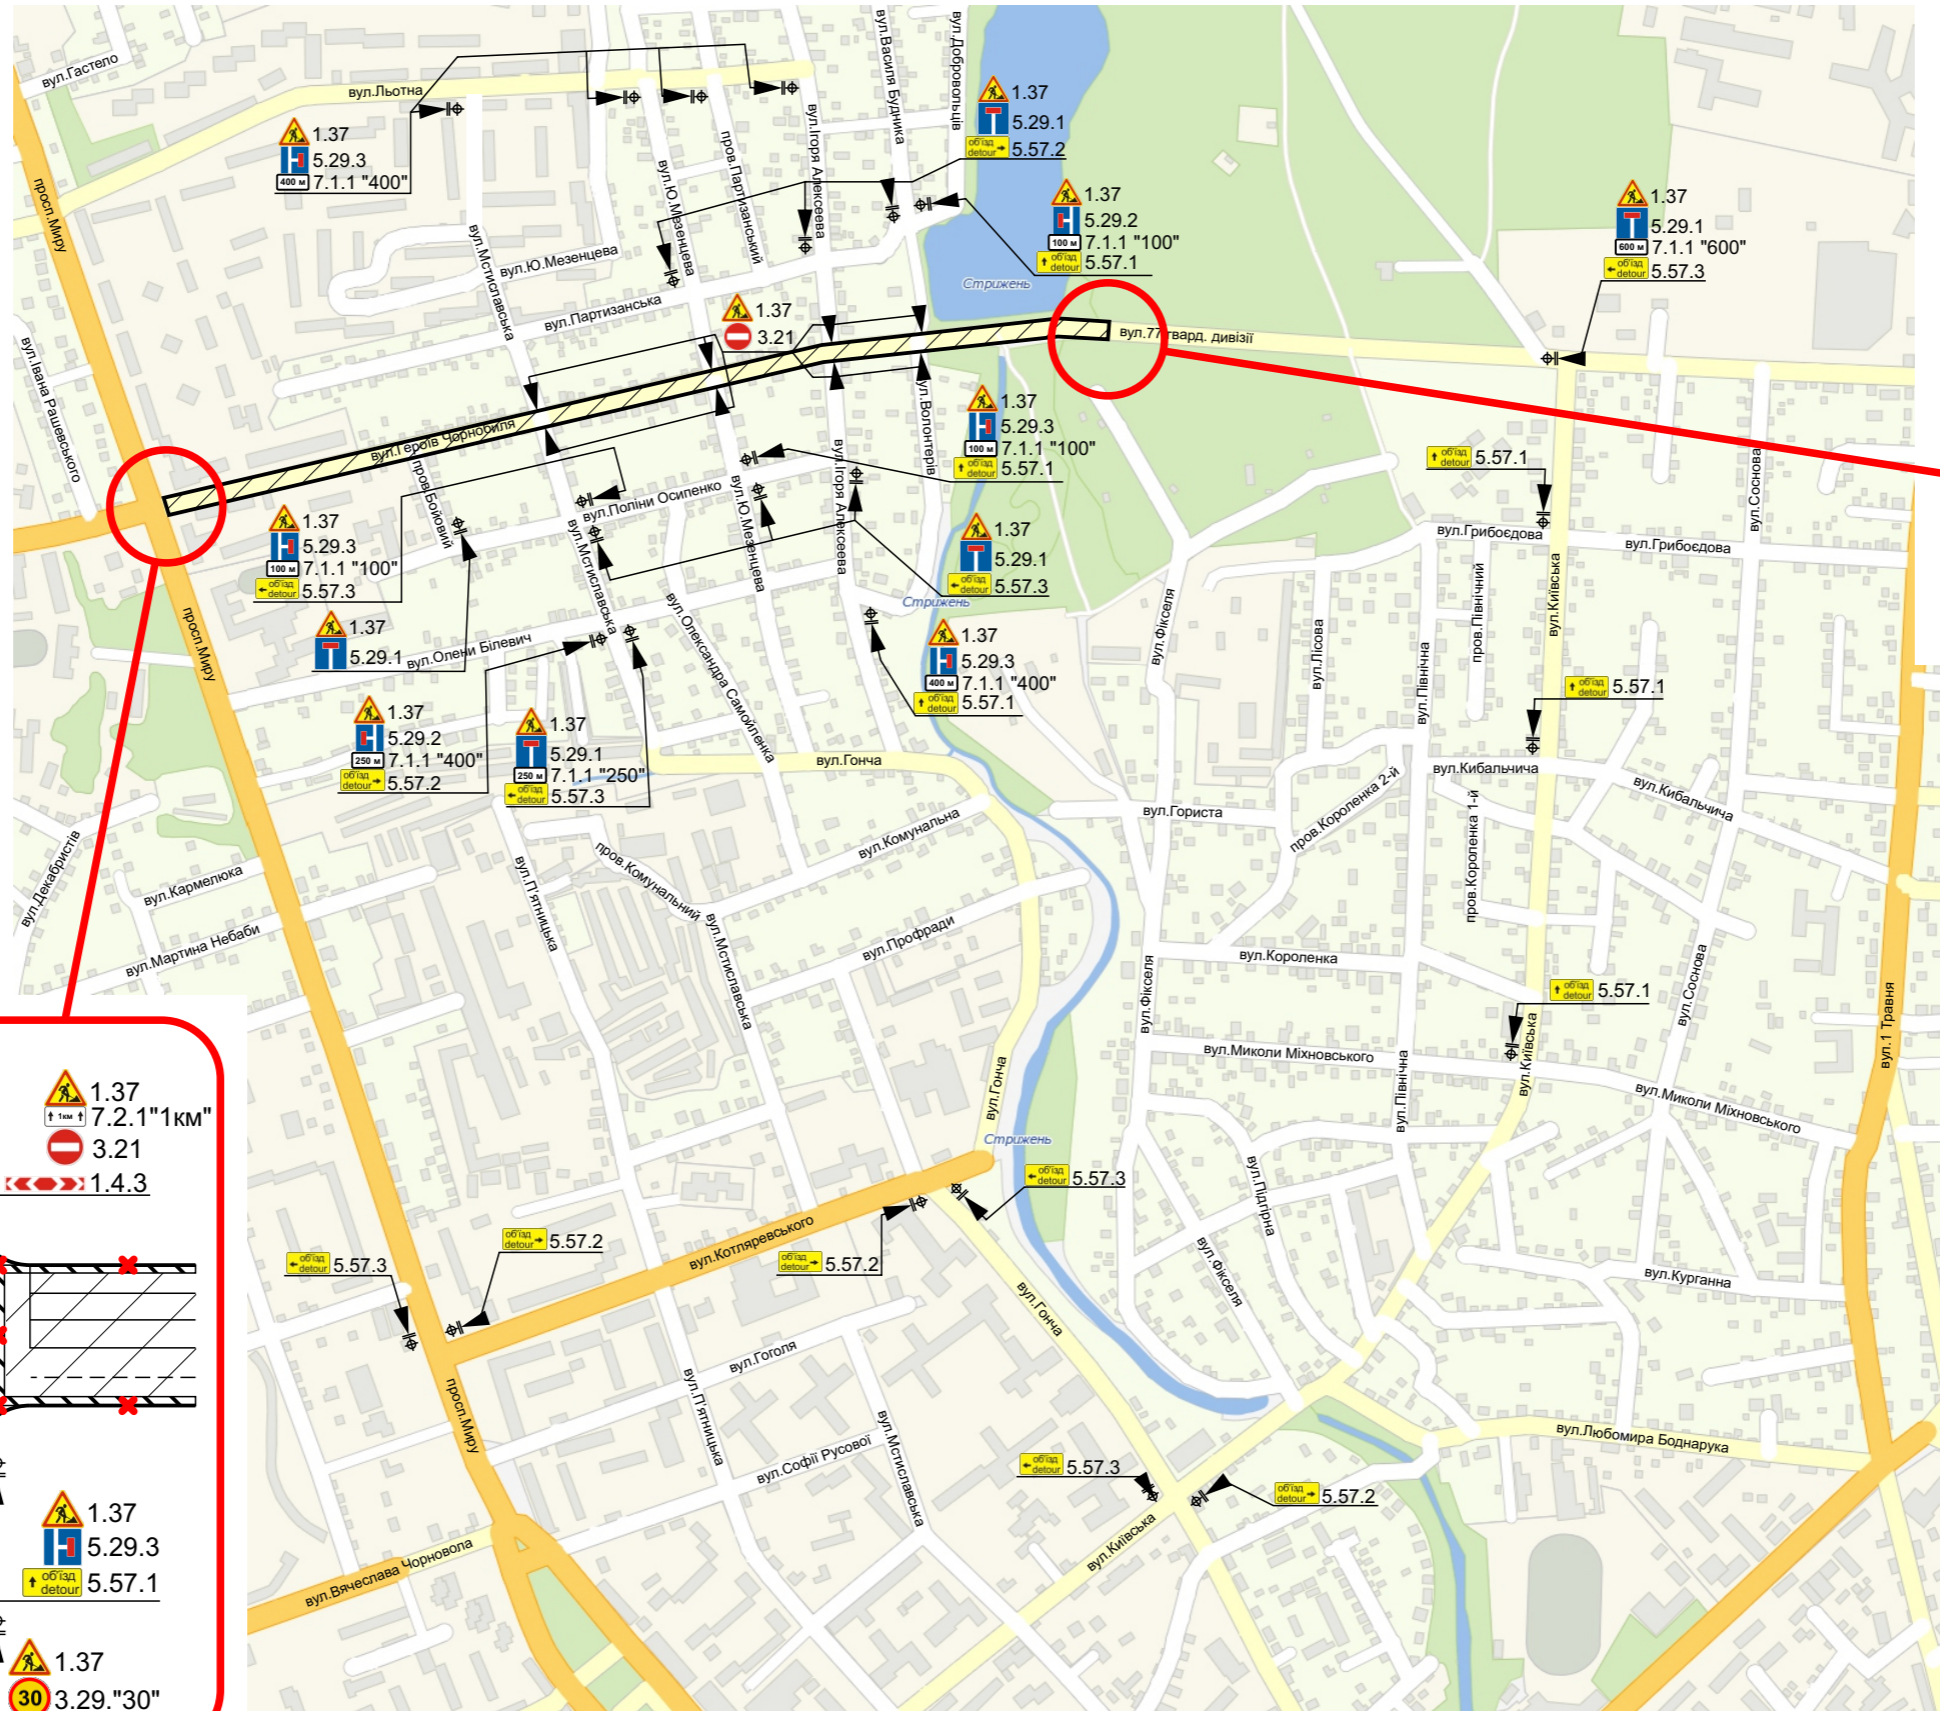 вул.Гастело
вул.Льотна
просп.Миру
1.37
5.29.3
400 м 7.1.1 "400"
вул.Василя Будника
вул.Добровольців
1.37
5.29.1
об'їзд
detour 5.57.2
вул.Ю.Мезенцева
пров.Партизанський
вул.Ігоря Алексеева
1.37
5.29.2
100 м 7.1.1 "100"
об'їзд
detour 5.57.1
1.37
5.29.1
600 м 7.1.1 "600"
об'їзд
detour 5.57.3
вул.Мстиславська
вул.Ю.Мезенцева
вул.Партизанська
Стрижень
1.37
3.21
вул.77 гвард. дивізії
вул.Івана Рашевського
вул.Героїв Чорнобиля
пров.Бойовий
вул.Волонтерів
1.37
5.29.3
100 м 7.1.1 "100"
об'їзд
detour 5.57.1
об'їзд
detour 5.57.1
вул.Соснова
вул.Поліни Осипенко
вул.Ю.Мезенцева
вул.Ігоря Алексеева
1.37
5.29.3
100 м 7.1.1 "100"
об'їзд
detour 5.57.3
вул.Мстиславська
1.37
5.29.1
об'їзд
detour 5.57.3
Стрижень
вул.Грибоєдова
вул.Грибоєдова
пров.Північний
вул.Київська
1.37
5.29.1
вул.Олени Білевич
вул.Олександра Самойленка
просп.Миру
1.37
5.29.3
400 м 7.1.1 "400"
об'їзд
detour 5.57.1
вул.Фікселя
вул.Лісова
вул.Північна
об'їзд
detour 5.57.1
1.37
5.29.2
250 м 7.1.1 "400"
об'їзд
detour 5.57.2
1.37
5.29.1
250 м 7.1.1 "250"
об'їзд
detour 5.57.3
вул.Гонча
вул.Кибальчича
вул.Кибальчича
вул.Гориста
пров.Короленка 2-й
пров.Короленка 1-й
вул.Декабристів
вул.Кармелюка
вул.Мартина Небаби
вул.П'ятницька
пров.Комунальний
вул.Комунальна
вул.Мстиславська
вул.Профради
вул.Короленка
вул.Фікселя
вул.Соснова
об'їзд
detour 5.57.1
вул.1 Травня
вул.Миколи Міхновського
вул.Миколи Міхновського
вул.Північна
вул.Київська
вул.Гонча
Стрижень
1.37
1км 7.2.1"1км"
3.21
1.4.3
об'їзд
detour 5.57.3
вул.Підгірна
вул.Фікселя
вул.Курганна
об'їзд
detour 5.57.3
об'їзд
detour 5.57.2
вул.Котляревського
об'їзд
detour 5.57.2
вул.Гонча
вул.Гоголя
просп.Миру
вул.П'ятницька
вул.Мстиславська
вул.Софії Русової
вул.Любомира Боднарука
об'їзд
detour 5.57.3
об'їзд
detour 5.57.2
вул.Київська
вул.Вячеслава Чорновола
1.37
5.29.3
об'їзд
detour 5.57.1
1.37
30 3.29."30"